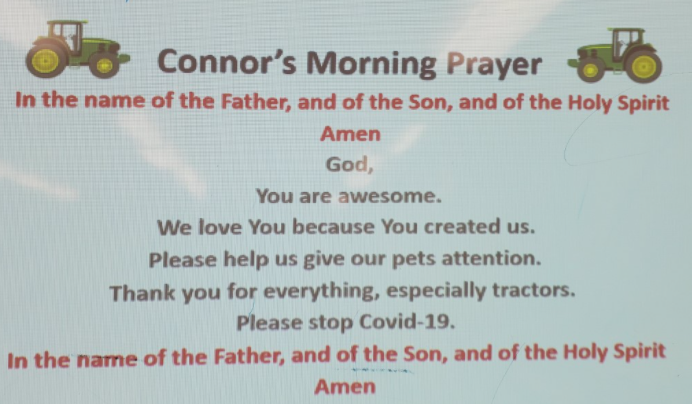 Connor's Morning Prayer
In the name of the Father, and of the Son, and of the Holy Spirit
Amen
God,
You are awesome.
We love You because You created us.
Please help us give our pets attention.
Thank you for everything, especially tractors.
Please stop Covid-19.
In the name of the Father, and of the Son, and of the Holy Spirit
Amen